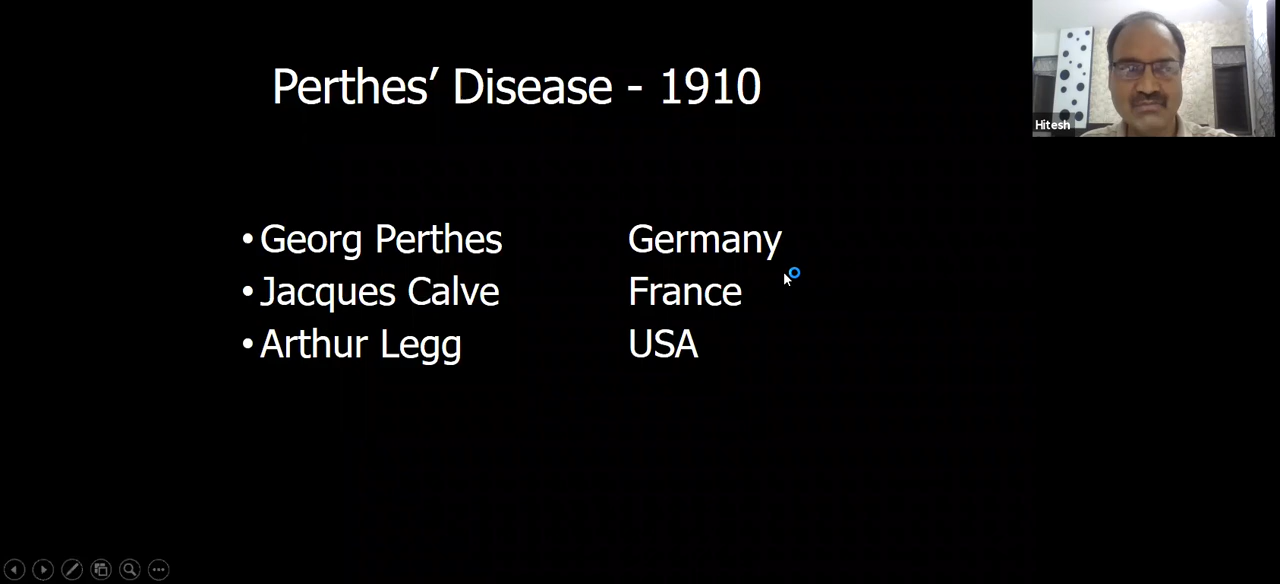 Perthes’ Disease - 1910
Hitesh
• Georg Perthes Germany
• Jacques Calve France
• Arthur Legg USA